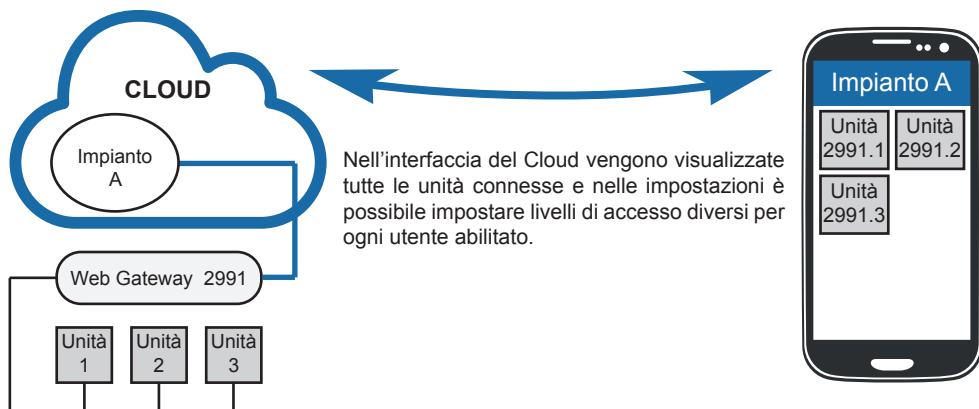 CLOUD
Impianto
A
Nell'interfaccia del Cloud vengono visualizzate
tutte le unità connesse e nelle impostazioni è
possibile impostare livelli di accesso diversi per
ogni utente abilitato.
Impianto A
Unità
2991.1
Unità
2991.2
Unità
2991.3
Web Gateway 2991
Unità
1
Unità
2
Unità
3